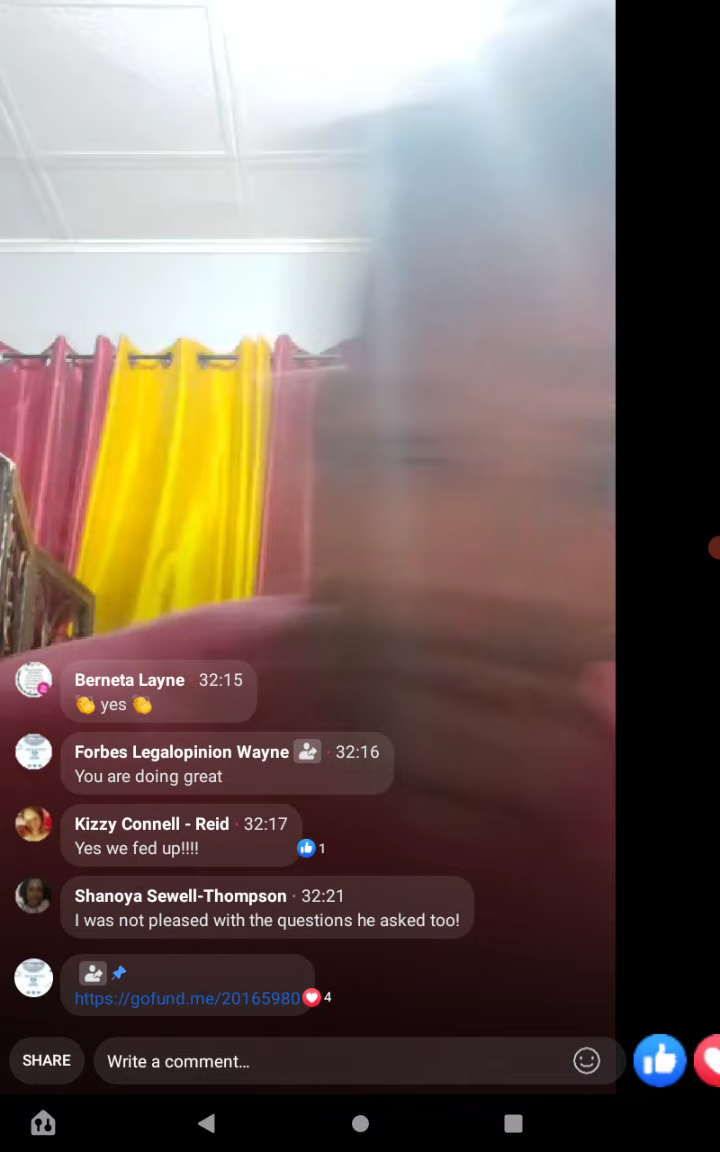 Berneta Layne · 32:15
👏 yes 👏
Forbes Legalopinion Wayne · 32:16
You are doing great
Kizzy Connell - Reid · 32:17
Yes we fed up!!!!
1
Shanoya Sewell-Thompson · 32:21
I was not pleased with the questions he asked too!
https://gofund.me/20165980
4
SHARE
Write a comment...